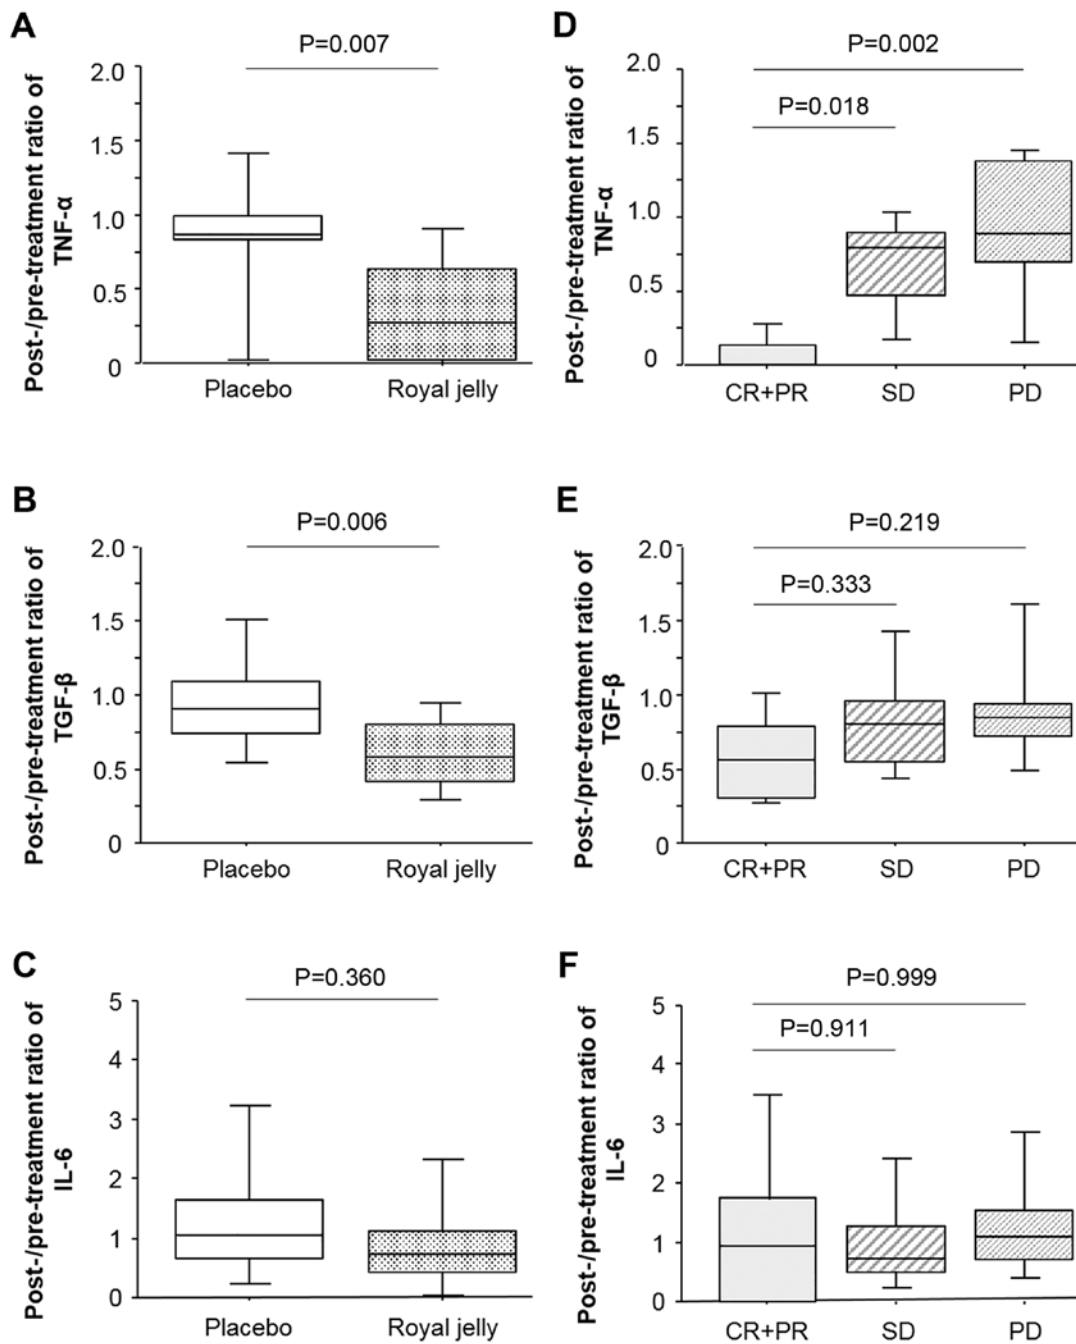 A
P=0.007
Post-/pre-treatment ratio of
TNF-α
2.0
1.5
1.0
0.5
0
Placebo
Royal jelly
D
P=0.002
P=0.018
Post-/pre-treatment ratio of
TNF-α
2.0
1.5
1.0
0.5
0
CR+PR
SD
PD
B
P=0.006
Post-/pre-treatment ratio of
TGF-β
2.0
1.5
1.0
0.5
0
Placebo
Royal jelly
E
P=0.219
P=0.333
Post-/pre-treatment ratio of
TGF-β
2.0
1.5
1.0
0.5
0
CR+PR
SD
PD
C
P=0.360
Post-/pre-treatment ratio of
IL-6
5
4
3
2
1
0
Placebo
Royal jelly
F
P=0.999
P=0.911
Post-/pre-treatment ratio of
IL-6
5
4
3
2
1
0
CR+PR
SD
PD